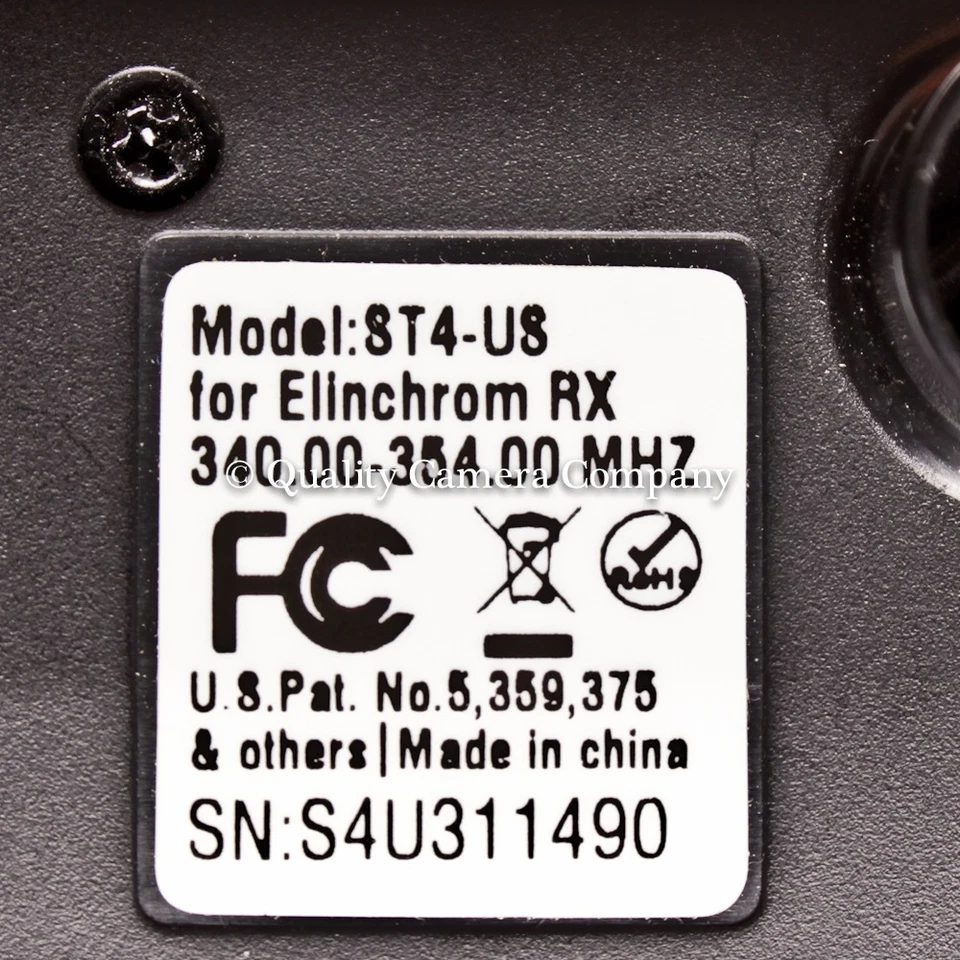 Model:ST4-US
for Elinchrom RX
340.00-354.00 MHZ
© Quality Camera Company
FC
RoHS
U.S.Pat. No.5,359,375
& others|Made in china
SN:S4U311490